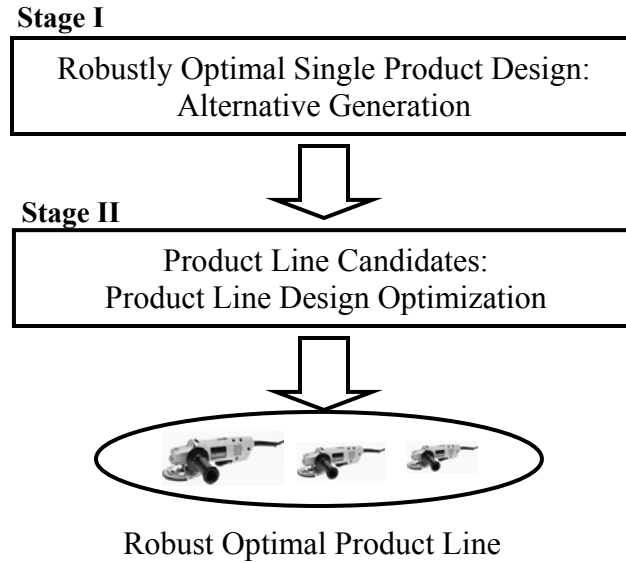 Stage I
Robustly Optimal Single Product Design:
Alternative Generation
Stage II
Product Line Candidates:
Product Line Design Optimization
Robust Optimal Product Line